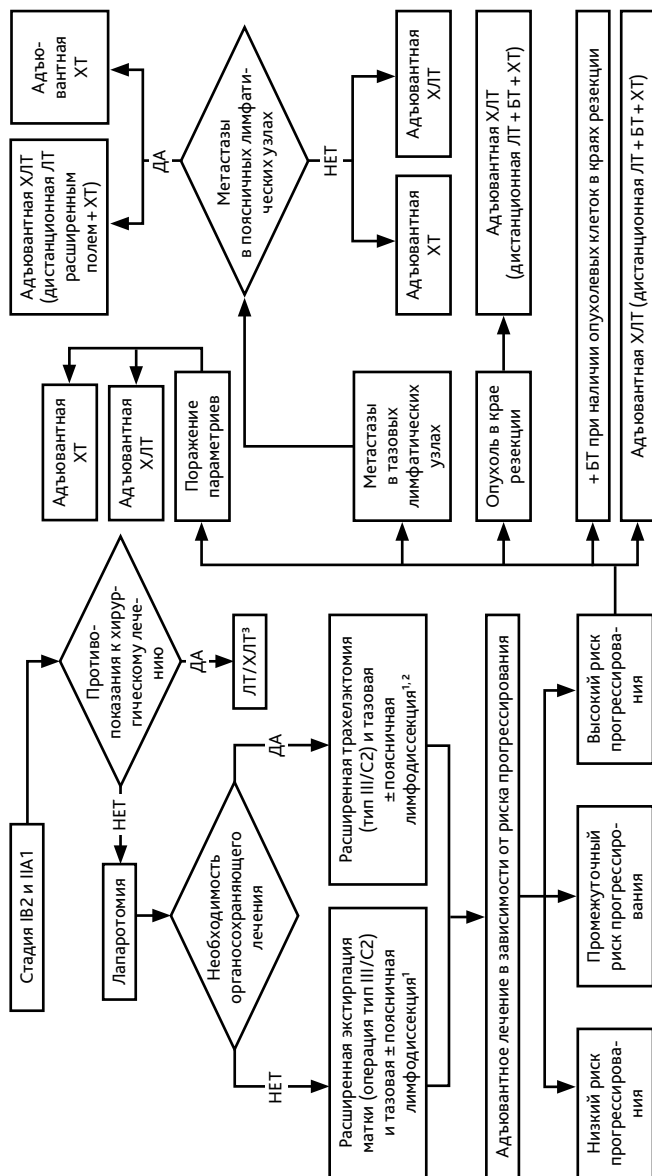 Стадия IB2 и IIA1
Противо-
показания к хирур-
гическому лече-
нию
НЕТ
ДА
Лапаротомия
ЛТ/ХЛТ³
Необходимость
органосохраняющего
лечения
НЕТ
ДА
Расширенная экстирпация
матки (операция тип III/C2)
и тазовая ± поясничная
лимфодиссекция¹
Расширенная трахелэктомия
(тип III/C2) и тазовая
± поясничная
лимфодиссекция¹,²
Адъювантное лечение в зависимости от риска прогрессирования
Низкий риск
прогрессирова-
ния
Промежуточный
риск прогрессиро-
вания
Высокий риск
прогрессирова-
ния
Адъювантная
ХТ
Адъювантная
ХЛТ
Поражение
параметриев
Метастазы
в тазовых
лимфатических
узлах
Опухоль в крае
резекции
Адъювантная ХЛТ
(дистанционная ЛТ
расширенным
полем + ХТ)
Адъю-
вантная
ХТ
ДА
Метастазы
в поясничных лимфати-
ческих узлах
НЕТ
Адъювантная
ХТ
Адъювантная
ХЛТ
Адъювантная ХЛТ
(дистанционная ЛТ + БТ + ХТ)
+ БТ при наличии опухолевых клеток в краях резекции
Адъювантная ХЛТ (дистанционная ЛТ + БТ + ХТ)